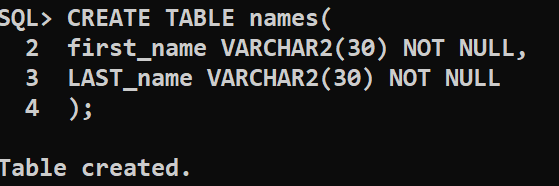 SQL> CREATE TABLE names(
  2  first_name VARCHAR2(30) NOT NULL,
  3  LAST_name VARCHAR2(30) NOT NULL
  4  );
Table created.